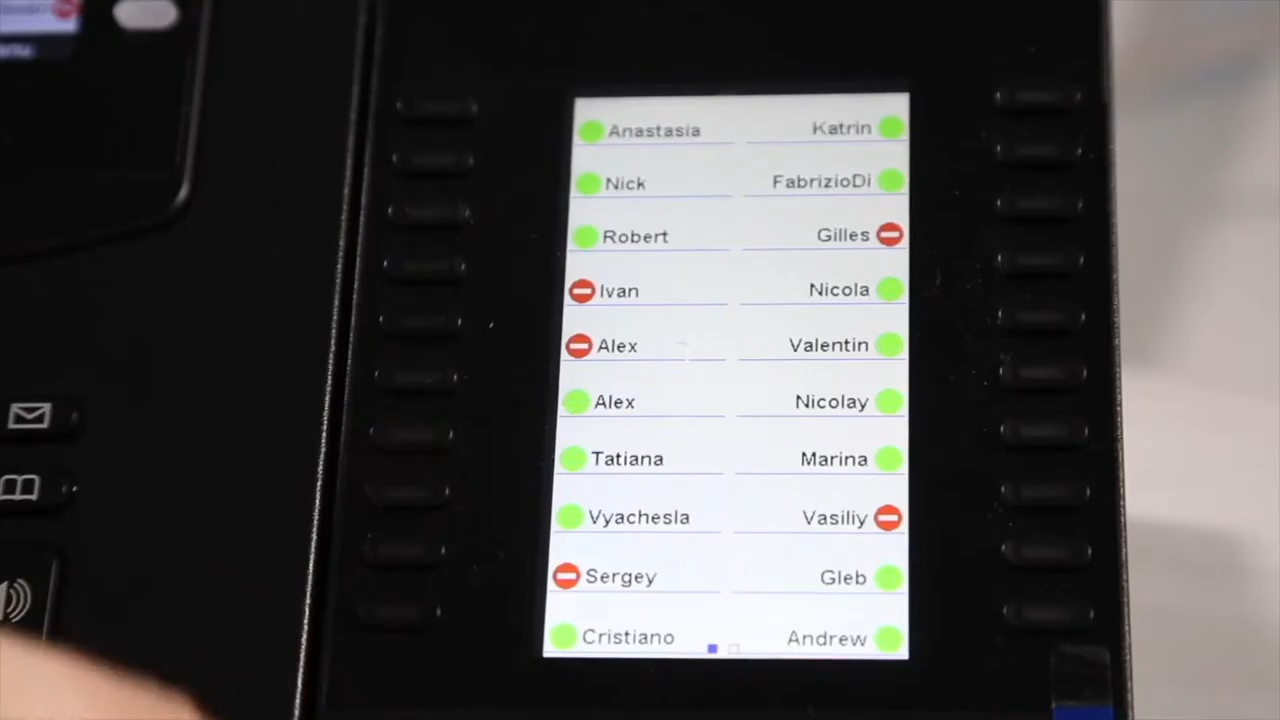 Anastasia Katrin
Nick FabrizioDi
Robert Gilles
Ivan Nicola
Alex Valentin
Alex Nicolay
Tatiana Marina
Vyachesla Vasiliy
Sergey Gleb
Cristiano Andrew